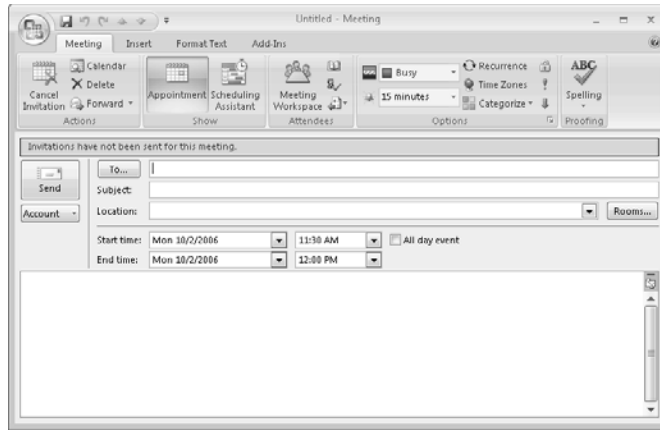 Untitled - Meeting
Meeting Insert Format Text Add-Ins
Cancel Invitation
Calendar
Delete
Forward
Actions
Appointment
Scheduling Assistant
Show
Meeting Workspace
Attendees
Busy
15 minutes
Recurrence
Time Zones
Categorize
Options
ABC
Spelling
Proofing
Invitations have not been sent for this meeting.
Send
Account
To...
Subject:
Location:
Rooms...
Start time: Mon 10/2/2006 11:30 AM All day event
End time: Mon 10/2/2006 12:00 PM